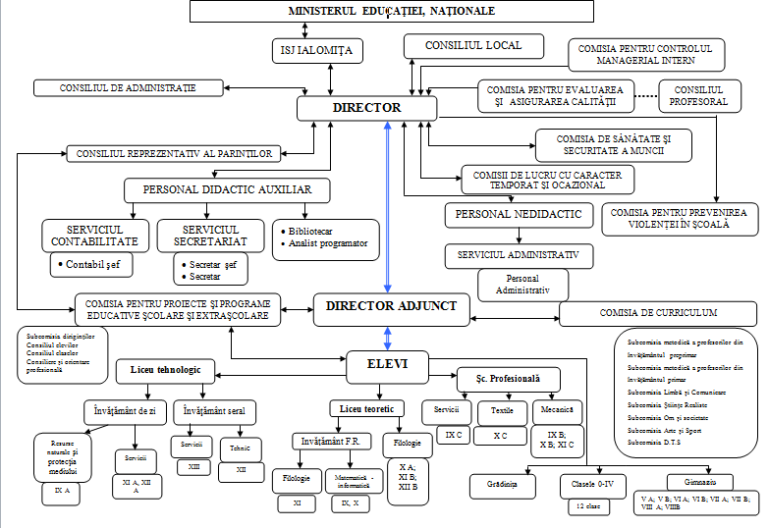 MINISTERUL EDUCAŢIEI, NAŢIONALE
ISJ IALOMIŢA
CONSILIUL LOCAL
COMISIA PENTRU CONTROLUL
MANAGERIAL INTERN
CONSILIUL DE ADMINISTRAŢIE
COMISIA PENTRU EVALUAREA
ŞI ASIGURAREA CALITĂŢII
CONSILIUL
PROFESORAL
DIRECTOR
COMISIA DE SĂNĂTATE ŞI
SECURITATE A MUNCII
CONSILIUL REPREZENTATIV AL PARINŢILOR
COMISII DE LUCRU CU CARACTER
TEMPORAT ŞI OCAZIONAL
PERSONAL DIDACTIC AUXILIAR
PERSONAL NEDIDACTIC
COMISIA PENTRU PREVENIREA
VIOLENŢEI ÎN ŞCOALĂ
SERVICIUL
CONTABILITATE
• Contabil şef
SERVICIUL
SECRETARIAT
• Secretar şef
• Secretar
• Bibliotecar
• Analist programator
SERVICIUL ADMINISTRATIV
Personal
Administrativ
COMISIA PENTRU PROIECTE ŞI PROGRAME
EDUCATIVE ŞCOLARE ŞI EXTRAŞCOLARE
DIRECTOR ADJUNCT
COMISIA DE CURRICULUM
Subcomisia diriginţilor
Consiliul elevilor
Consiliul claselor
Consiliere şi orientare
profesională
Subcomisia metodică a profesorilor din
învăţământul preprimar
Subcomisia metodică a profesorilor din
învăţământul primar
Subcomisia Limbă şi Comunicare
Subcomisia Ştiinţe Realiste
Subcomisia Om şi societate
Subcomisia Arte şi Sport
Subcomisia D.T.S
ELEVI
Liceu tehnologic
Şc. Profesională
Învăţământ de zi
Învăţământ seral
Liceu teoretic
Servicii
IX C
Textile
X C
Mecanică
IX B;
X B; XI C
Resurse
naturale şi
protecţia
mediului
IX A
Servicii
XI A, XII
A
Servicii
XIII
Tehnic
XII
Învăţământ F.R.
Filologie
X A;
XI B;
XII B
Filologie
XI
Matematică -
informatică
IX, X
Grădiniţa
Clasele 0-IV
12 clase
Gimnaziu
V A; V B; VI A; VI B; VII A; VII B;
VIII A; VIIIB